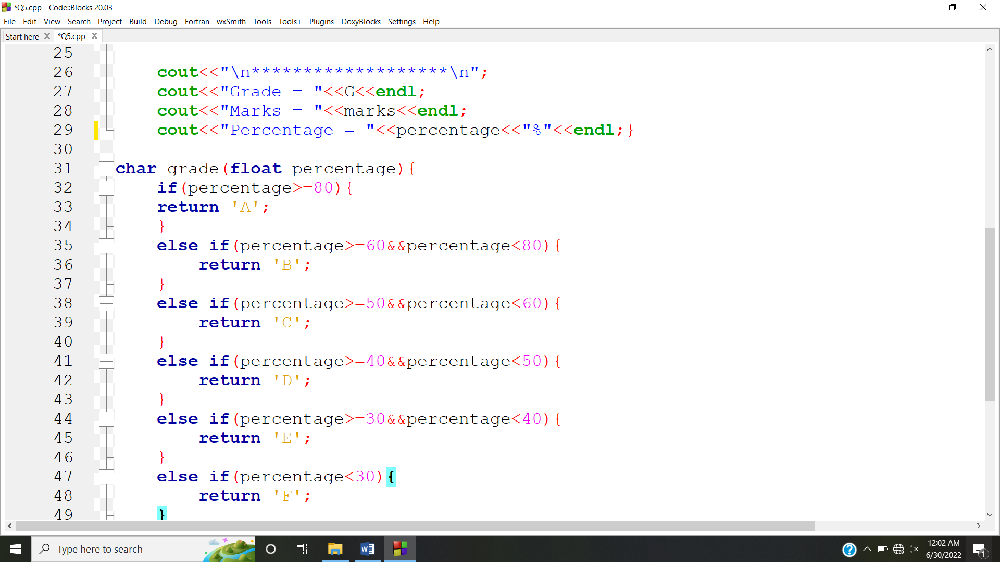 *Q5.cpp - Code::Blocks 20.03
File Edit View Search Project Build Debug Fortran wxSmith Tools Tools+ Plugins DoxyBlocks Settings Help
Start here X *Q5.cpp X
25
26 cout<<"\n*******************\n";
27 cout<<"Grade = "<<G<<endl;
28 cout<<"Marks = "<<marks<<endl;
29 cout<<"Percentage = "<<percentage<<"%"<<endl;}
30
31 char grade(float percentage){
32 if(percentage>=80){
33 return 'A';
34 }
35 else if(percentage>=60&&percentage<80){
36 return 'B';
37 }
38 else if(percentage>=50&&percentage<60){
39 return 'C';
40 }
41 else if(percentage>=40&&percentage<50){
42 return 'D';
43 }
44 else if(percentage>=30&&percentage<40){
45 return 'E';
46 }
47 else if(percentage<30){
48 return 'F';
49 }
Type here to search
12:02 AM
6/30/2022
1